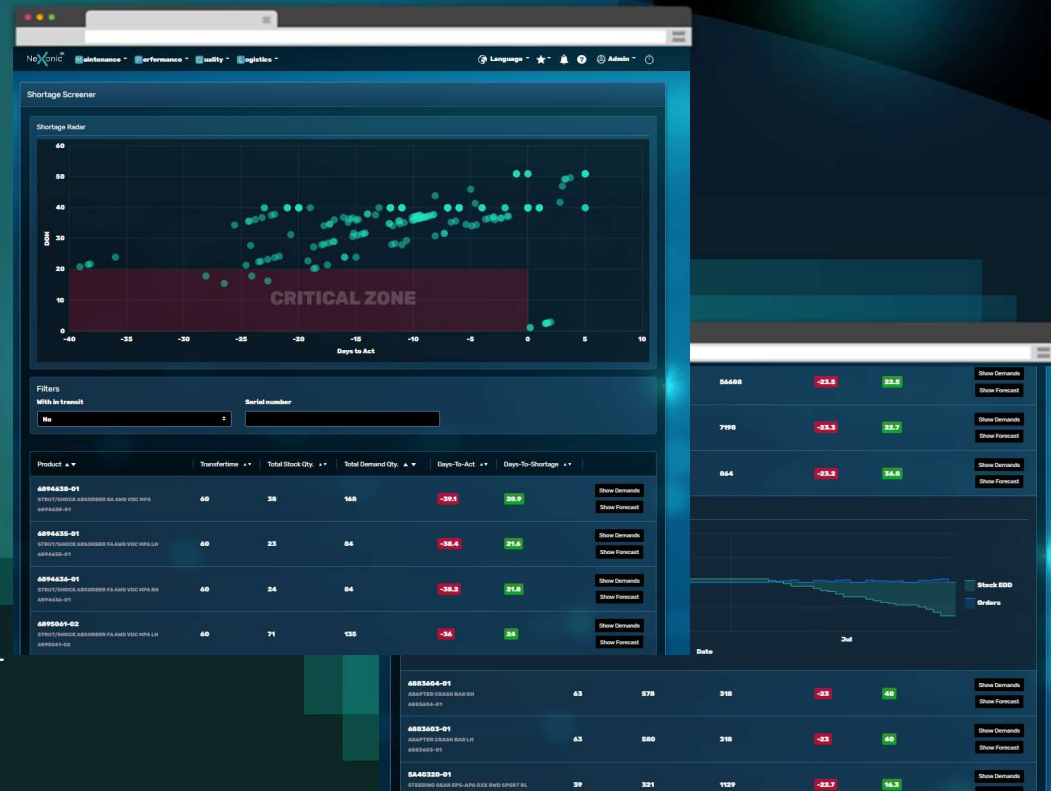 NeXonic Maintenance Performance Quality Logistics Language Admin
Shortage Screener
Shortage Radar
60
50
40
30
20
10
0
DOH
CRITICAL ZONE
-40 -35 -30 -25 -20 -15 -10 -5 0 5 10
Days to Act
Filters
With in transit Serial number
No
Product Transfertime Total Stock Qty. Total Demand Qty. Days-To-Act Days-To-Shortage
6894638-01
STRUT/SHOCK ABSORBER RA AWD VDC HPA
6894638-01
60 38 168 -39.1 20.9
Show Demands
Show Forecast
6894635-01
STRUT/SHOCK ABSORBER FA AWD VDC HPA LH
6894635-01
60 23 84 -38.4 21.6
Show Demands
Show Forecast
6894636-01
STRUT/SHOCK ABSORBER FA AWD VDC HPA RH
6894636-01
60 24 84 -38.2 21.8
Show Demands
Show Forecast
6895061-02
STRUT/SHOCK ABSORBER FA AWD VDC HPA LH
6895061-02
60 71 135 -36 24
Show Demands
Show Forecast
56688 -23.5 22.5
Show Demands
Show Forecast
7198 -23.3 22.7
Show Demands
Show Forecast
864 -23.2 36.8
Show Demands
Show Forecast
Stock EOD
Orders
Jul
Date
6883604-01
ADAPTER CRASH BAR RH
6883604-01
63 578 318 -23 40
Show Demands
Show Forecast
6883603-01
ADAPTER CRASH BAR LH
6883603-01
63 580 318 -23 40
Show Demands
Show Forecast
5A40320-01
STEERING GEAR EPS-APA G2X RWD SPORT RL
39 321 1129 -22.7 16.3
Show Demands